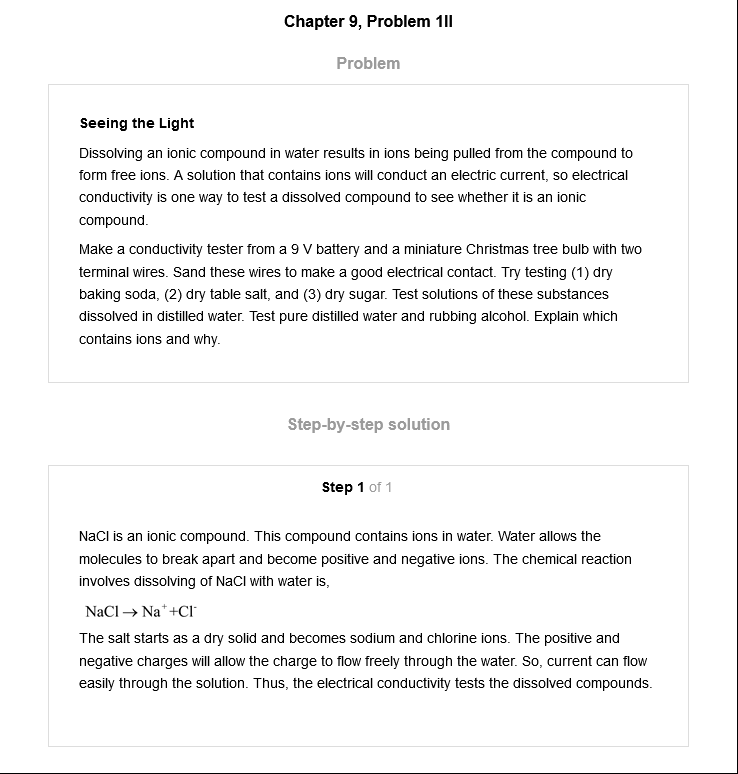 Chapter 9, Problem 1II
Problem
Seeing the Light
Dissolving an ionic compound in water results in ions being pulled from the compound to
form free ions. A solution that contains ions will conduct an electric current, so electrical
conductivity is one way to test a dissolved compound to see whether it is an ionic
compound.
Make a conductivity tester from a 9 V battery and a miniature Christmas tree bulb with two
terminal wires. Sand these wires to make a good electrical contact. Try testing (1) dry
baking soda, (2) dry table salt, and (3) dry sugar. Test solutions of these substances
dissolved in distilled water. Test pure distilled water and rubbing alcohol. Explain which
contains ions and why.
Step-by-step solution
Step 1 of 1
NaCl is an ionic compound. This compound contains ions in water. Water allows the
molecules to break apart and become positive and negative ions. The chemical reaction
involves dissolving of NaCl with water is,
NaCl → Na⁺+Cl⁻
The salt starts as a dry solid and becomes sodium and chlorine ions. The positive and
negative charges will allow the charge to flow freely through the water. So, current can flow
easily through the solution. Thus, the electrical conductivity tests the dissolved compounds.